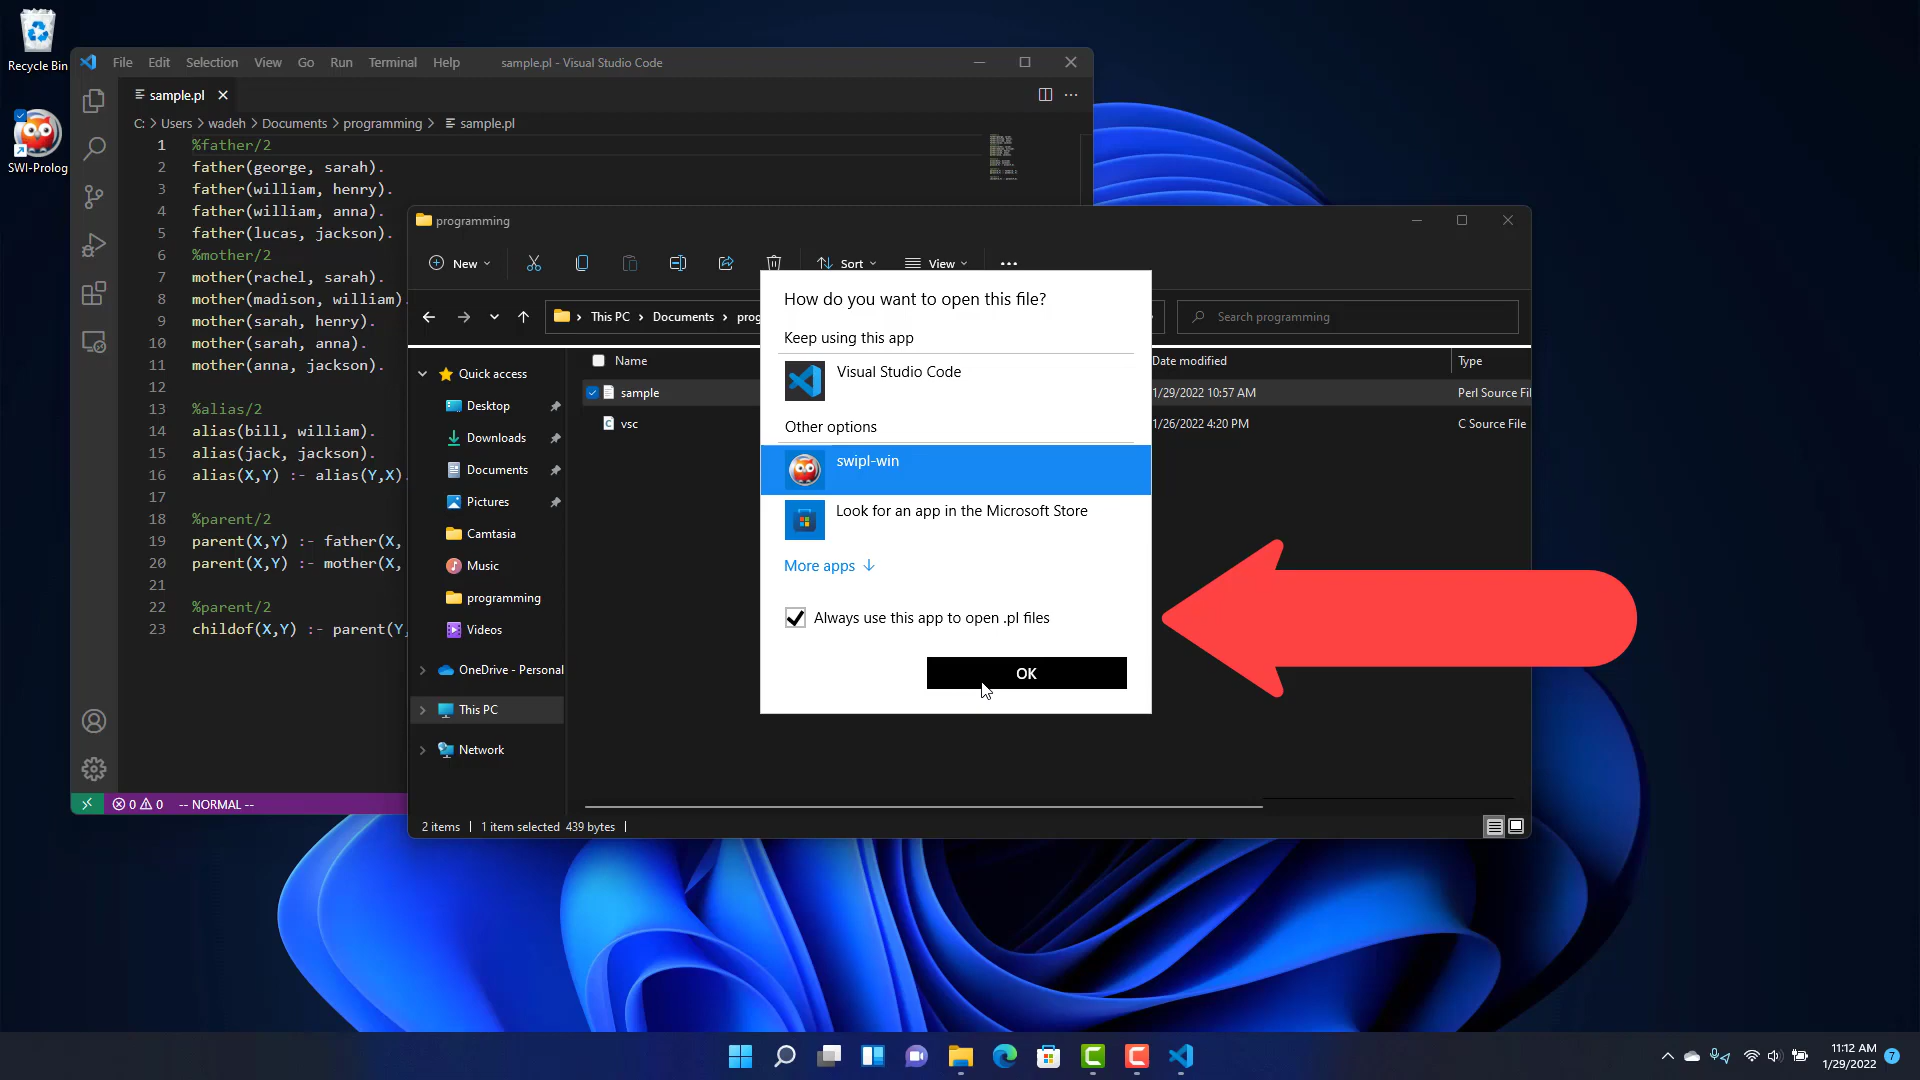 Recycle Bin
SWI-Prolog
File Edit Selection View Go Run Terminal Help
sample.pl - Visual Studio Code
sample.pl
C: > Users > wadeh > Documents > programming > sample.pl
1 %father/2
2 father(george, sarah).
3 father(william, henry).
4 father(william, anna).
5 father(lucas, jackson).
6 %mother/2
7 mother(rachel, sarah).
8 mother(madison, william).
9 mother(sarah, henry).
10 mother(sarah, anna).
11 mother(anna, jackson).
12
13 %alias/2
14 alias(bill, william).
15 alias(jack, jackson).
16 alias(X,Y) :- alias(Y,X).
17
18 %parent/2
19 parent(X,Y) :- father(X,
20 parent(X,Y) :- mother(X,
21
22 %parent/2
23 childof(X,Y) :- parent(Y,
0 0 -- NORMAL --
programming
New Sort View
This PC > Documents > prog
Search programming
Name Date modified Type
sample 1/29/2022 10:57 AM Perl Source Fil
vsc 1/26/2022 4:20 PM C Source File
Quick access
Desktop
Downloads
Documents
Pictures
Camtasia
Music
programming
Videos
OneDrive - Personal
This PC
Network
2 items 1 item selected 439 bytes
How do you want to open this file?
Keep using this app
Visual Studio Code
Other options
swipl-win
Look for an app in the Microsoft Store
More apps
Always use this app to open .pl files
OK
11:12 AM
1/29/2022
7